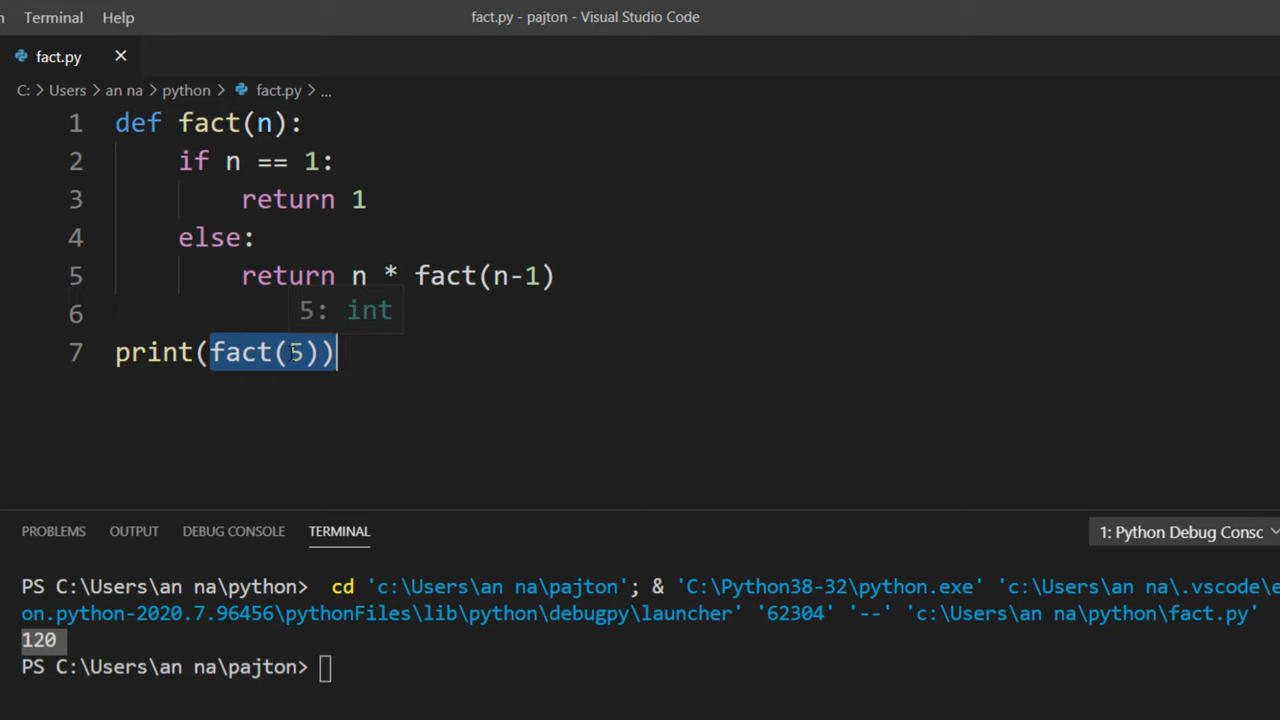 Terminal Help fact.py - pajton - Visual Studio Code
fact.py ×
C: > Users > an na > python > fact.py > ...
1 def fact(n):
2 if n == 1:
3 return 1
4 else:
5 return n * fact(n-1)
6 5: int
7 print(fact(5))
PROBLEMS OUTPUT DEBUG CONSOLE TERMINAL 1: Python Debug Consc
PS C:\Users\an na\python> cd 'c:\Users\an na\pajton'; & 'C:\Python38-32\python.exe' 'c:\Users\an na\.vscode\e
on.python-2020.7.96456\pythonFiles\lib\python\debugpy\launcher' '62304' '--' 'c:\Users\an na\python\fact.py'
120
PS C:\Users\an na\pajton>